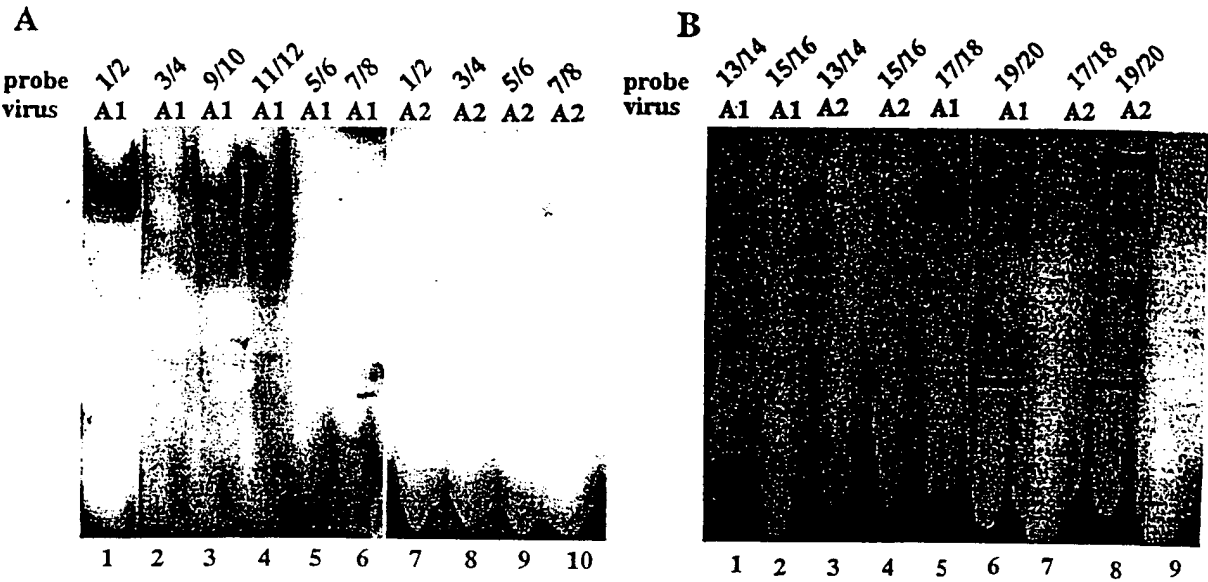 A
probe 1/2 3/4 9/10 11/12 5/6 7/8 1/2 3/4 5/6 7/8
virus A1 A1 A1 A1 A1 A1 A2 A2 A2 A2
1 2 3 4 5 6 7 8 9 10
B
probe 13/14 15/16 13/14 15/16 17/18 19/20 17/18 19/20
virus A1 A1 A2 A2 A1 A1 A2 A2
1 2 3 4 5 6 7 8 9